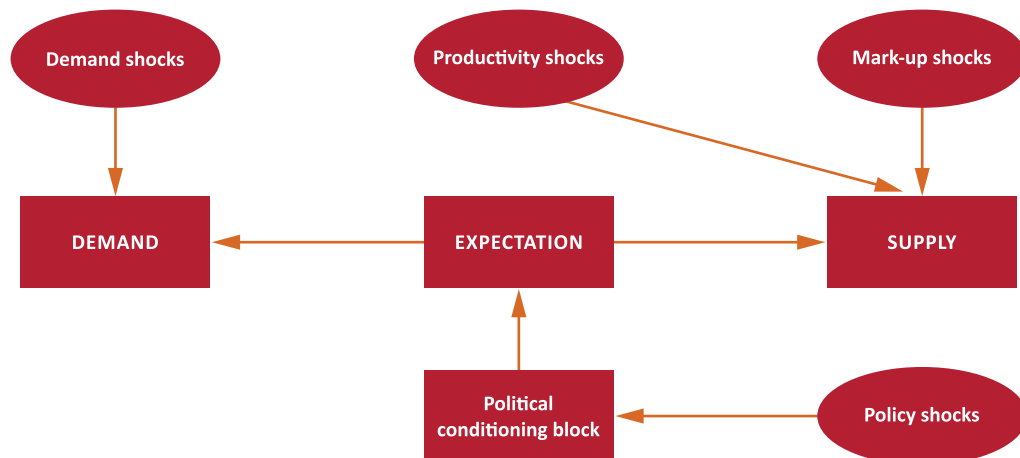 Demand shocks
Productivity shocks
Mark-up shocks
DEMAND
EXPECTATION
SUPPLY
Political
conditioning block
Policy shocks